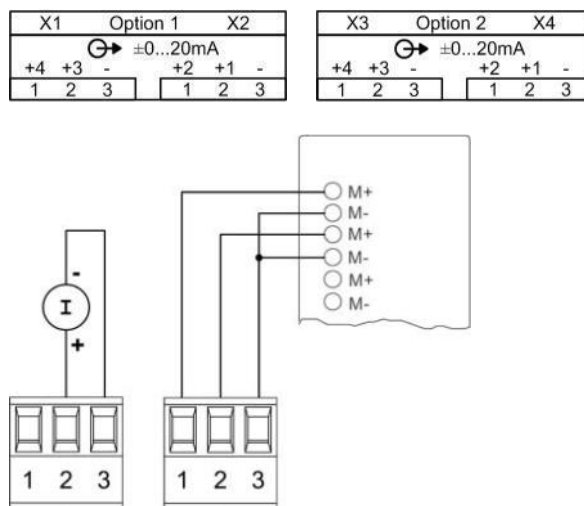 X1 Option 1 X2
±0...20mA
+4 +3 - +2 +1 -
1 2 3 1 2 3
X3 Option 2 X4
±0...20mA
+4 +3 - +2 +1 -
1 2 3 1 2 3
M+
M-
M+
M-
M+
M-
-
I
+
1 2 3 1 2 3